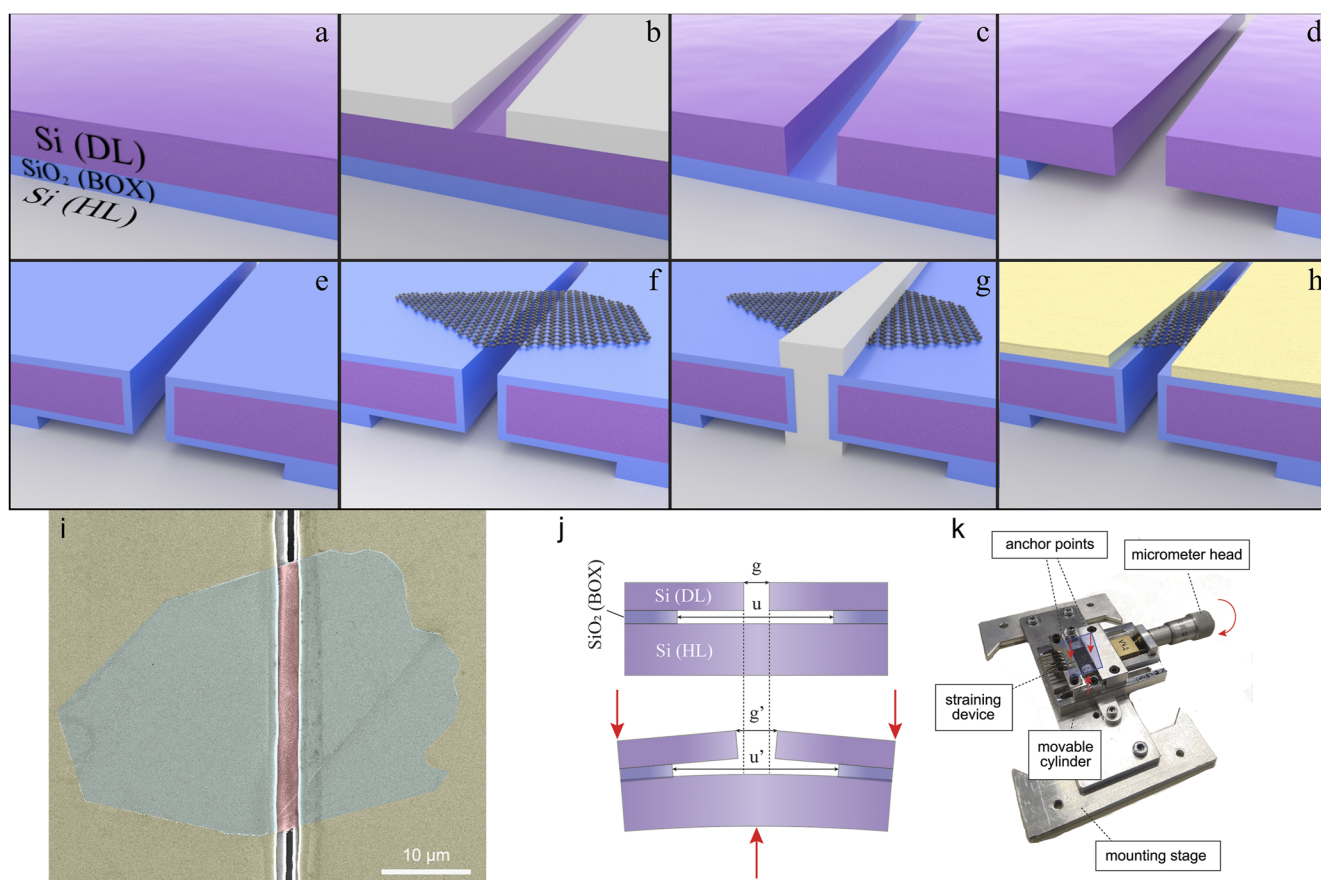 a
b
c
d
Si (DL)
SiO₂ (BOX)
Si (HL)
e
f
g
h
i
10 μm
j
SiO₂ (BOX)
Si (DL)
g
u
Si (HL)
g'
u'
k
anchor points
micrometer head
straining
device
movable
cylinder
mounting stage